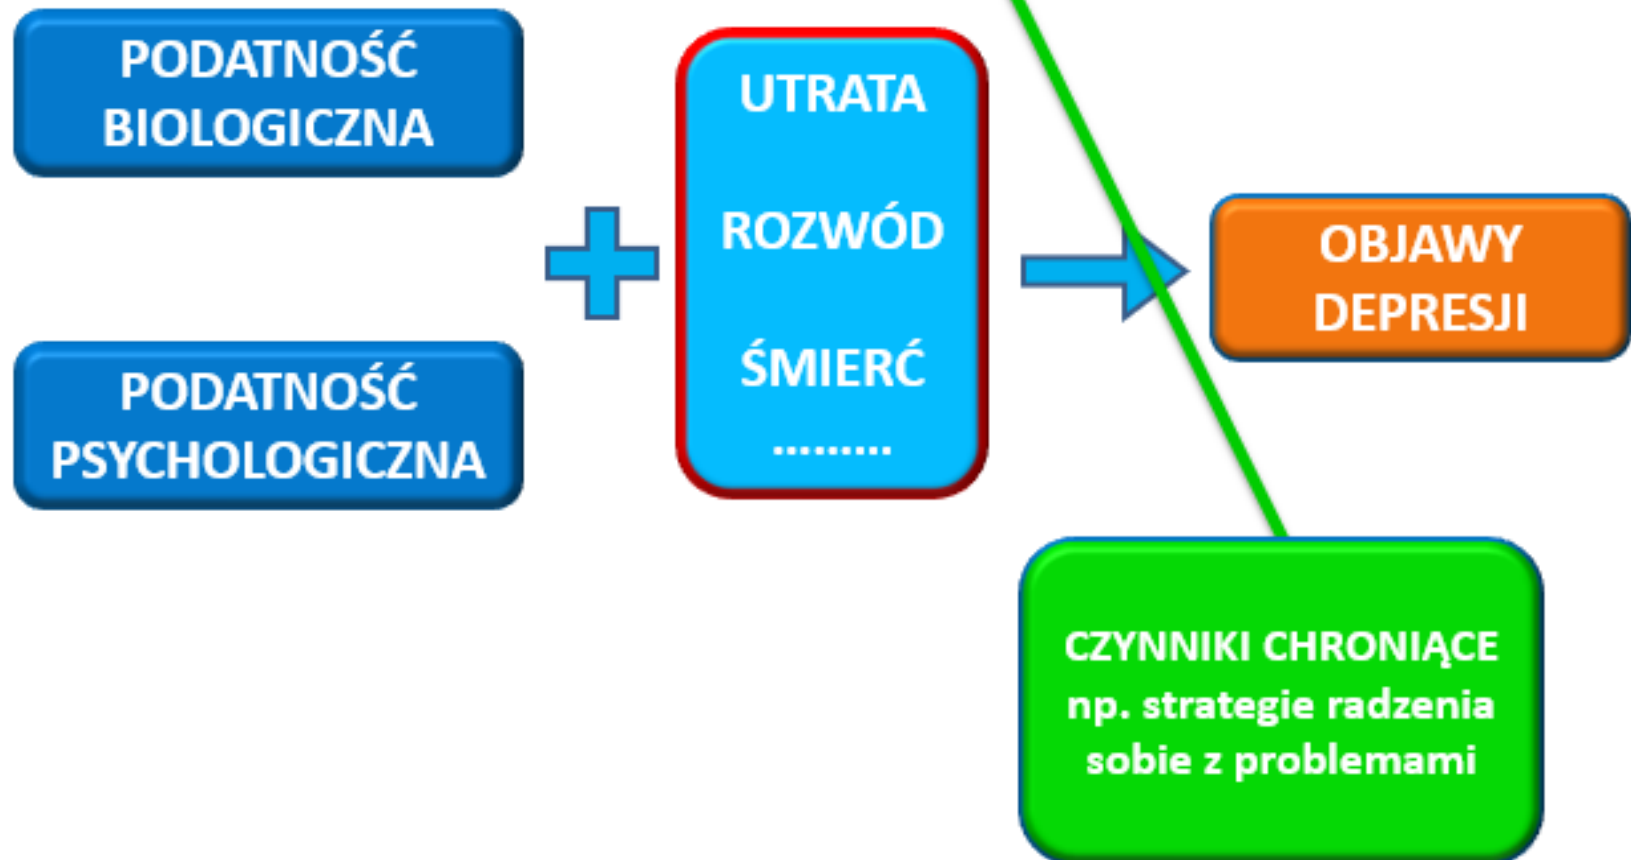 PODATNOŚĆ
BIOLOGICZNA
PODATNOŚĆ
PSYCHOLOGICZNA
UTRATA
ROZWÓD
ŚMIERĆ
.........
OBJAWY
DEPRESJI
CZYNNIKI CHRONIĄCE
np. strategie radzenia
sobie z problemami